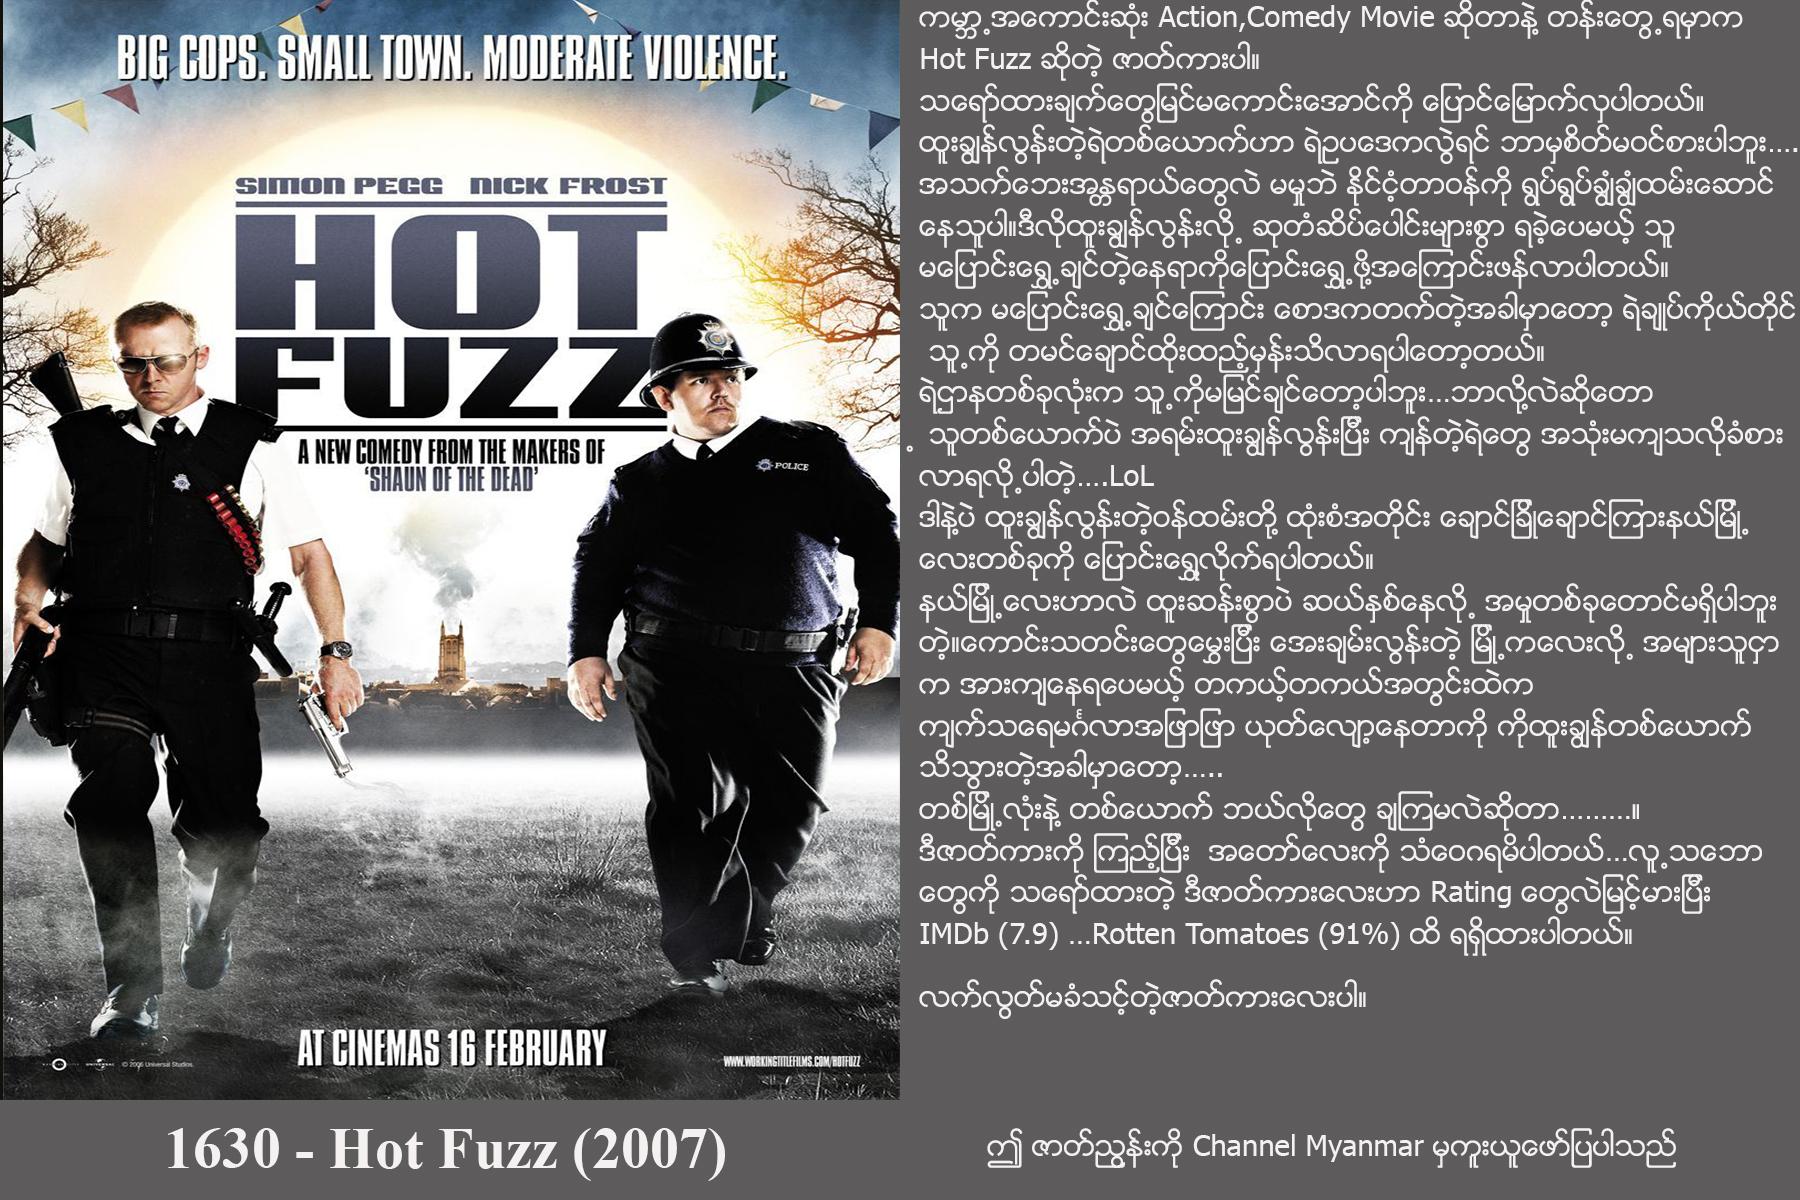 BIG COPS. SMALL TOWN. MODERATE VIOLENCE.
SIMON PEGG NICK FROST
HOT
FUZZ
A NEW COMEDY FROM THE MAKERS OF
'SHAUN OF THE DEAD'
POLICE
AT CINEMAS 16 FEBRUARY
© 2006 Universal Studios.
WWW.WORKINGTITLEFILMS.COM/HOTFUZZ
1630 - Hot Fuzz (2007)
ကမ္ဘာ့အကောင်းဆုံး Action,Comedy Movie ဆိုတာနဲ့ တန်းတွေ့ရမှာက
Hot Fuzz ဆိုတဲ့ ဇာတ်ကားပါ။
သရော်ထားချက်တွေမြင်မကောင်းအောင်ကို ပြောင်မြောက်လှပါတယ်။
ထူးချွန်လွန်းတဲ့ရဲတစ်ယောက်ဟာ ရဲဥပဒေကလွဲရင် ဘာမှစိတ်မဝင်စားပါဘူး....
အသက်ဘေးအန္တရာယ်တွေလဲ မမှုဘဲ နိုင်ငံ့တာဝန်ကို ရွပ်ရွပ်ချွံချွံထမ်းဆောင်
နေသူပါ။ဒီလိုထူးချွန်လွန်းလို့ ဆုတံဆိပ်ပေါင်းများစွာ ရခဲ့ပေမယ့် သူ
မပြောင်းရွှေ့ချင်တဲ့နေရာကိုပြောင်းရွှေ့ဖို့အကြောင်းဖန်လာပါတယ်။
သူက မပြောင်းရွှေ့ချင်ကြောင်း စောဒကတက်တဲ့အခါမှာတော့ ရဲချုပ်ကိုယ်တိုင်
သူ့ကို တမင်ချောင်ထိုးထည့်မှန်းသိလာရပါတော့တယ်။
ရဲဌာနတစ်ခုလုံးက သူ့ကိုမမြင်ချင်တော့ပါဘူး...ဘာလို့လဲဆိုတော
့ သူတစ်ယောက်ပဲ အရမ်းထူးချွန်လွန်းပြီး ကျန်တဲ့ရဲတွေ အသုံးမကျသလိုခံစား
လာရလို့ပါတဲ့....LoL
ဒါနဲ့ပဲ ထူးချွန်လွန်းတဲ့ဝန်ထမ်းတို့ ထုံးစံအတိုင်း ချောင်ခြိုချောင်ကြားနယ်မြို့
လေးတစ်ခုကို ပြောင်းရွှေ့လိုက်ရပါတယ်။
နယ်မြို့လေးဟာလဲ ထူးဆန်းစွာပဲ ဆယ်နှစ်နေလို့ အမှုတစ်ခုတောင်မရှိပါဘူး
တဲ့။ကောင်းသတင်းတွေမွှေးပြီး အေးချမ်းလွန်းတဲ့ မြို့ကလေးလို့ အများသူငှာ
က အားကျနေရပေမယ့် တကယ့်တကယ်အတွင်းထဲက
ကျက်သရေမင်္ဂလာအဖြာဖြာ ယုတ်လျော့နေတာကို ကိုထူးချွန်တစ်ယောက်
သိသွားတဲ့အခါမှာတော့.....
တစ်မြို့လုံးနဲ့ တစ်ယောက် ဘယ်လိုတွေ ချကြမလဲဆိုတာ.........။
ဒီဇာတ်ကားကို ကြည့်ပြီး အတော်လေးကို သံဝေဂရမိပါတယ်...လူ့သဘော
တွေကို သရော်ထားတဲ့ ဒီဇာတ်ကားလေးဟာ Rating တွေလဲမြင့်မားပြီး
IMDb (7.9) ...Rotten Tomatoes (91%) ထိ ရရှိထားပါတယ်။
လက်လွတ်မခံသင့်တဲ့ဇာတ်ကားလေးပါ။
ဤ ဇာတ်ညွှန်းကို Channel Myanmar မှကူးယူဖော်ပြပါသည်